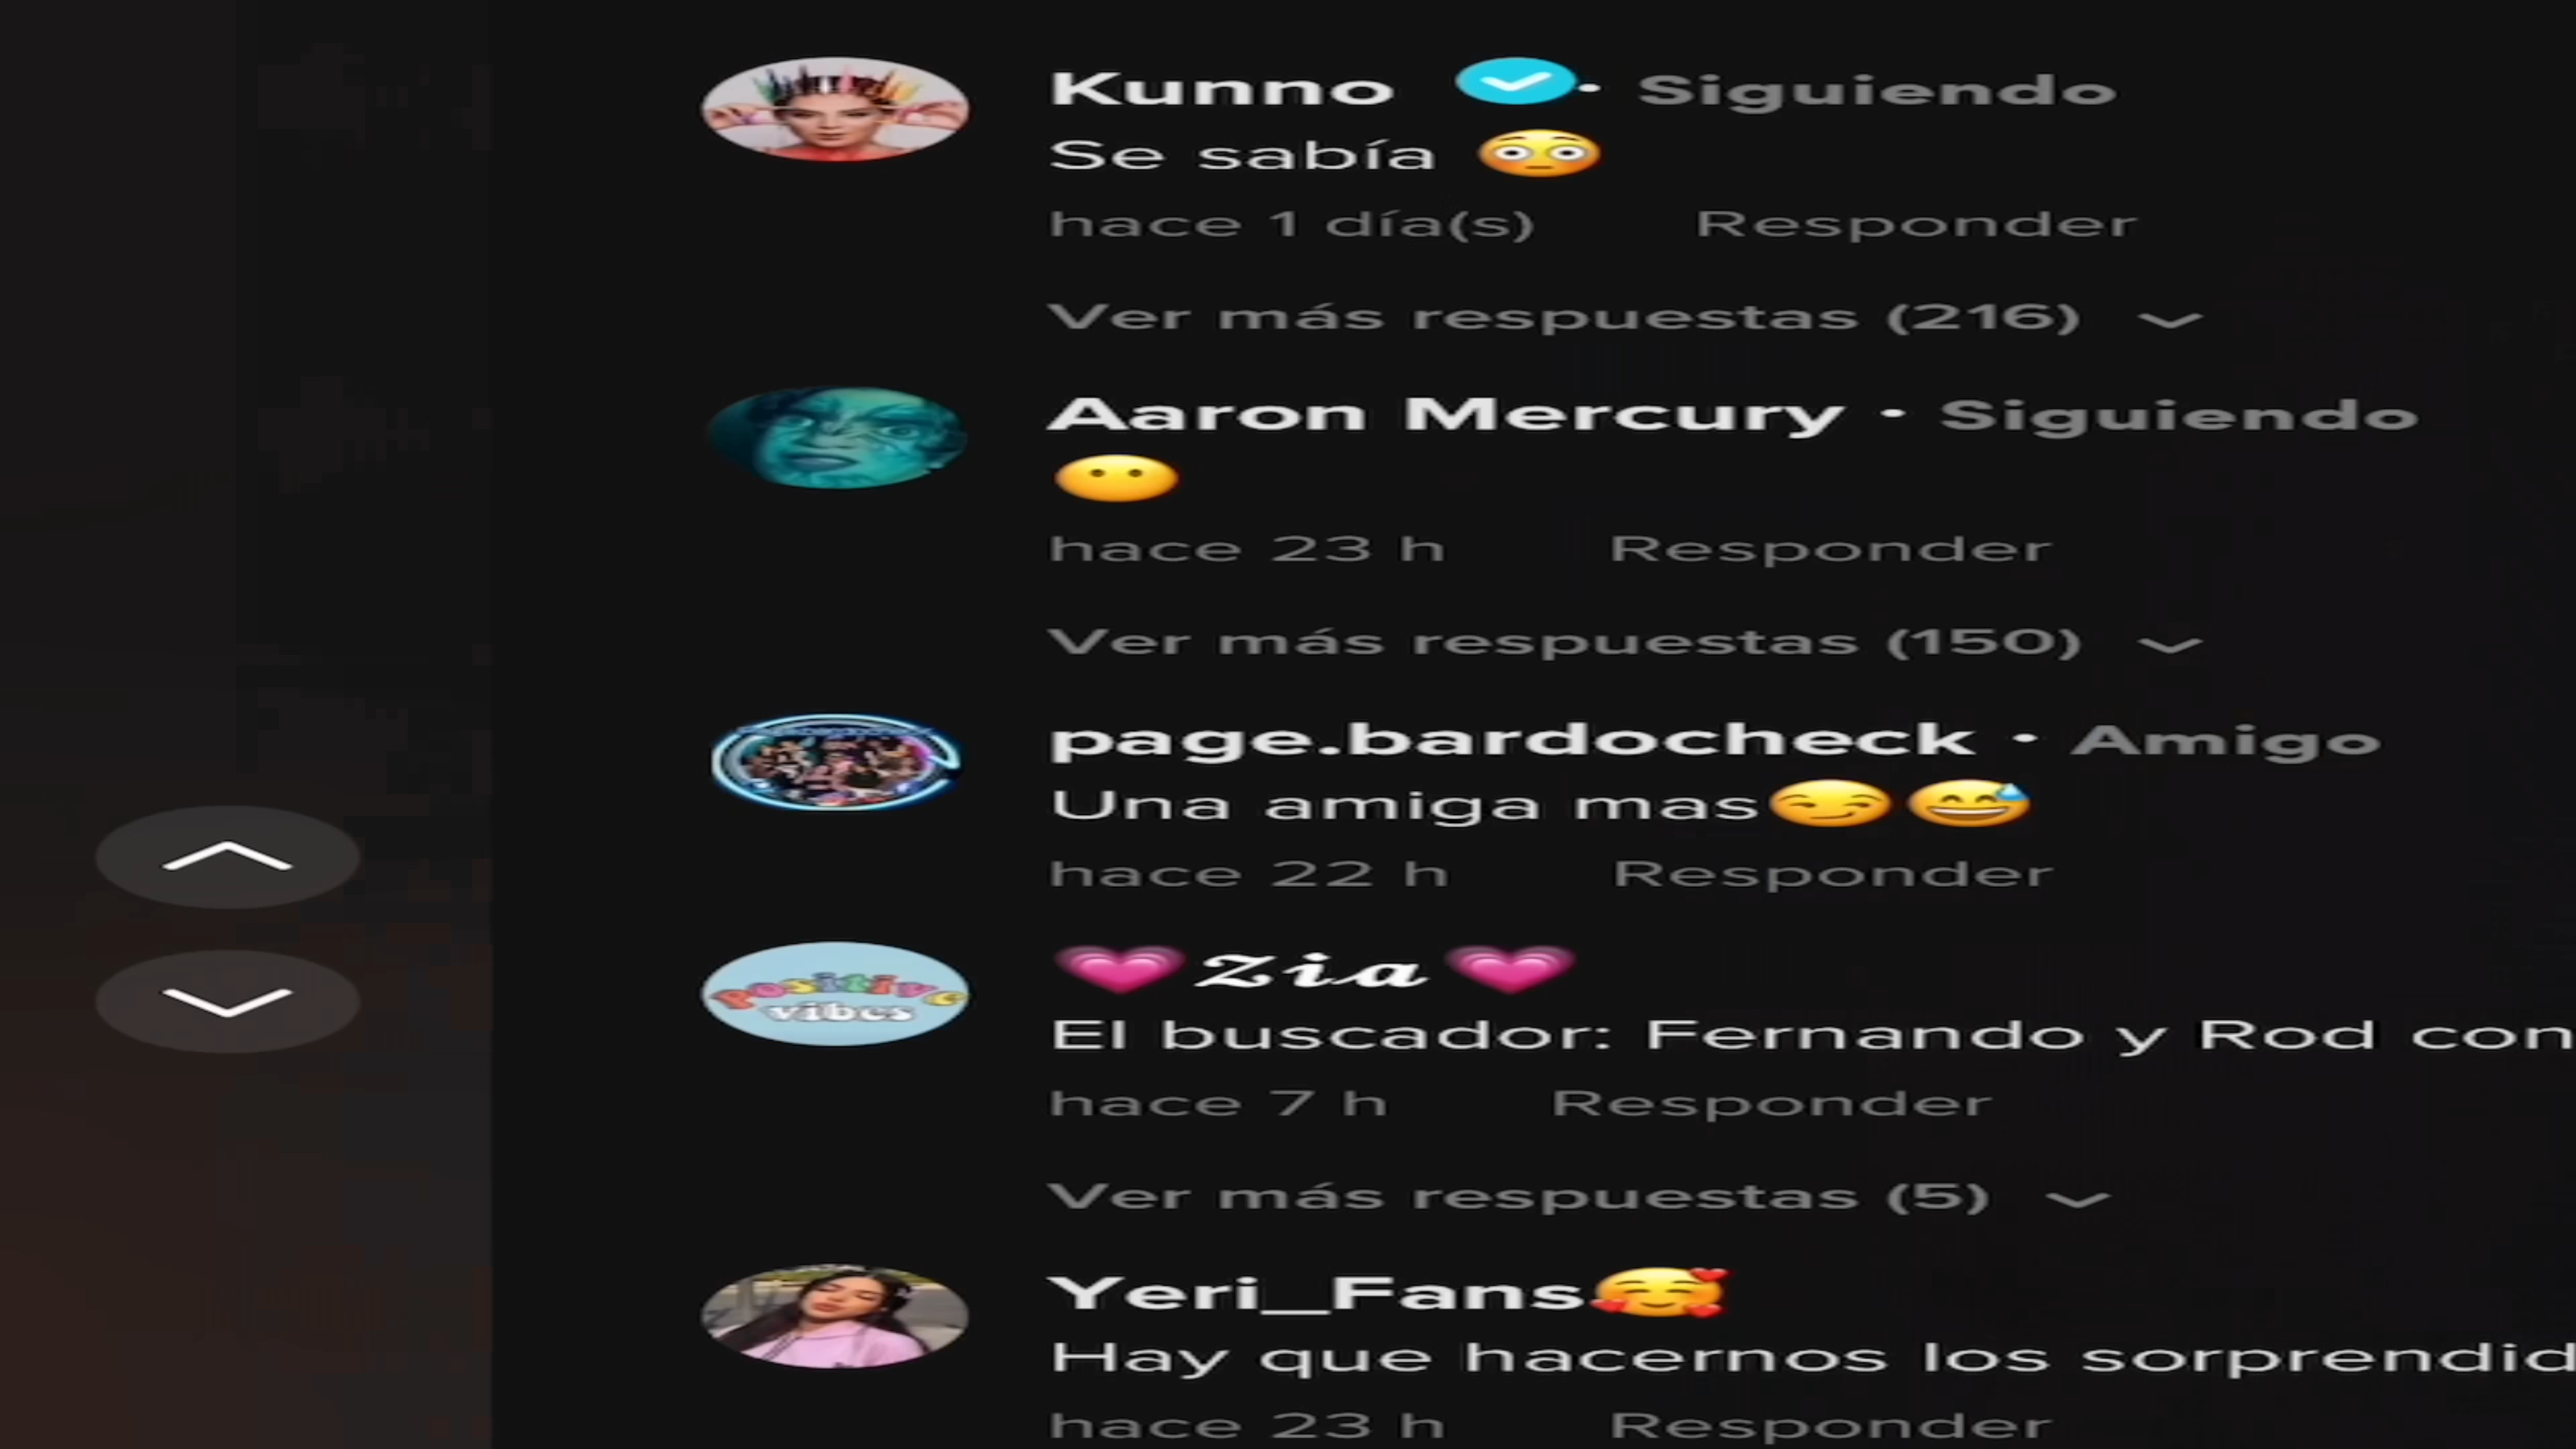 Kunno · Siguiendo
Se sabía 😳
hace 1 día(s) Responder
Ver más respuestas (216)
Aaron Mercury · Siguiendo
😶
hace 23 h Responder
Ver más respuestas (150)
page.bardocheck · Amigo
Una amiga mas😏😅
hace 22 h Responder
💗𝓩𝓲𝓪💗
positive
vibes
El buscador: Fernando y Rod con
hace 7 h Responder
Ver más respuestas (5)
Yeri_Fans🥰
Hay que hacernos los sorprendid
hace 23 h Responder